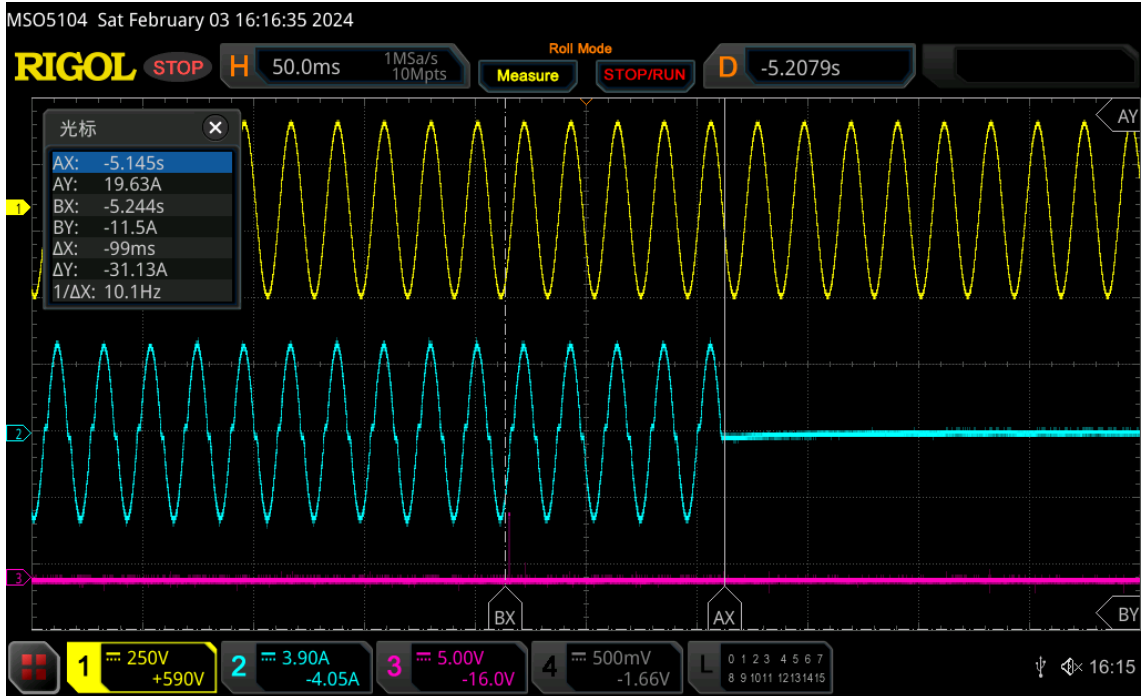 MSO5104 Sat February 03 16:16:35 2024
RIGOL STOP H 50.0ms 1MSa/s 10Mpts Roll Mode Measure STOP/RUN D -5.2079s
光标
AX: -5.145s
AY: 19.63A
BX: -5.244s
BY: -11.5A
ΔX: -99ms
ΔY: -31.13A
1/ΔX: 10.1Hz
AY
1
2
3
BX AX BY
1 250V +590V
2 3.90A -4.05A
3 5.00V -16.0V
4 500mV -1.66V
L 0 1 2 3 4 5 6 7
8 9 10 11 12 13 14 15
16:15